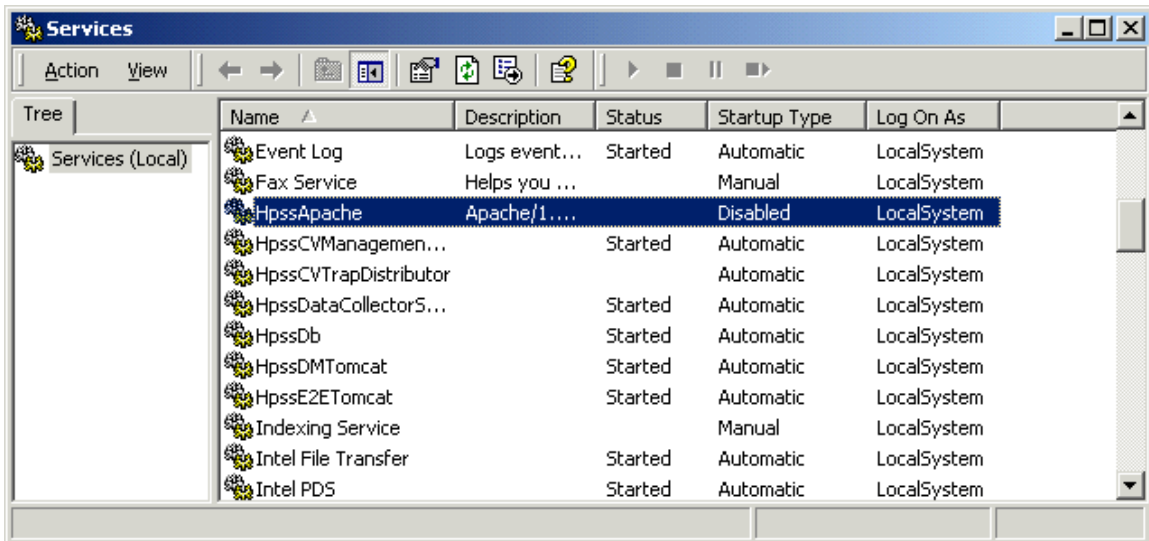 Services
Action View
Tree
Services (Local)
Name Description Status Startup Type Log On As
Event Log Logs event... Started Automatic LocalSystem
Fax Service Helps you ... Manual LocalSystem
HpssApache Apache/1.... Disabled LocalSystem
HpssCVManagemen... Started Automatic LocalSystem
HpssCVTrapDistributor Automatic LocalSystem
HpssDataCollectorS... Started Automatic LocalSystem
HpssDb Started Automatic LocalSystem
HpssDMTomcat Started Automatic LocalSystem
HpssE2ETomcat Started Automatic LocalSystem
Indexing Service Manual LocalSystem
Intel File Transfer Started Automatic LocalSystem
Intel PDS Started Automatic LocalSystem